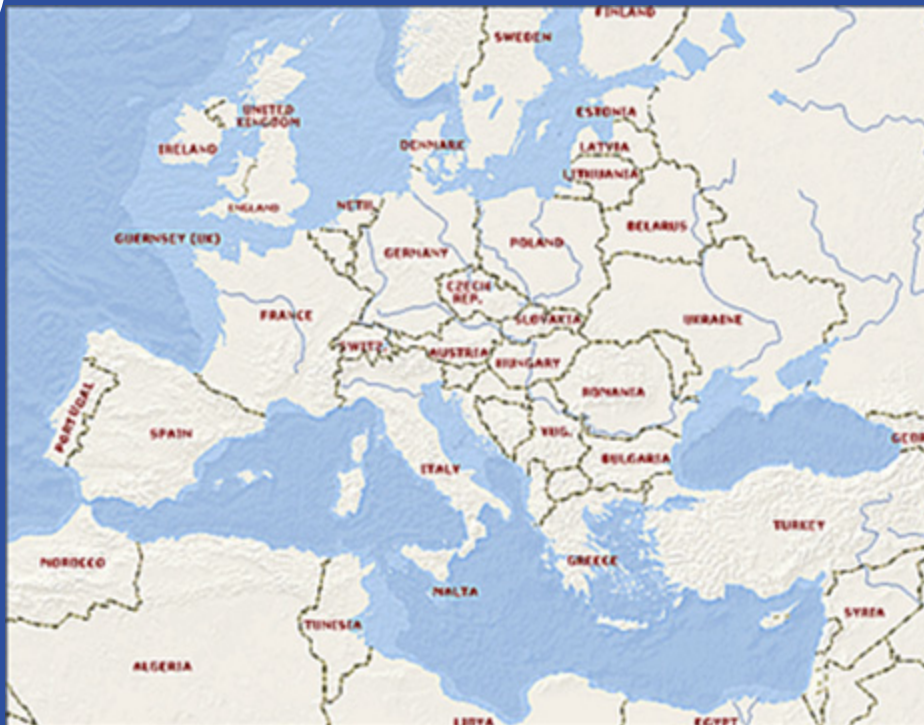 FINLAND
SWEDEN
ESTONIA
UNITED
KINGDOM
IRELAND
DENMARK
LATVIA
LITHUANIA
NETH.
ENGLAND
BELARUS
GUERNSEY (UK)
GERMANY
POLAND
CZECH
REP.
FRANCE
SLOVAKIA
UKRAINE
SWITZ.
AUSTRIA
HUNGARY
ROMANIA
PORTUGAL
SPAIN
YUG.
GEOR
BULGARIA
ITALY
TURKEY
MOROCCO
GREECE
MALTA
SYRIA
TUNISIA
ALGERIA
LIBYA
EGYPT